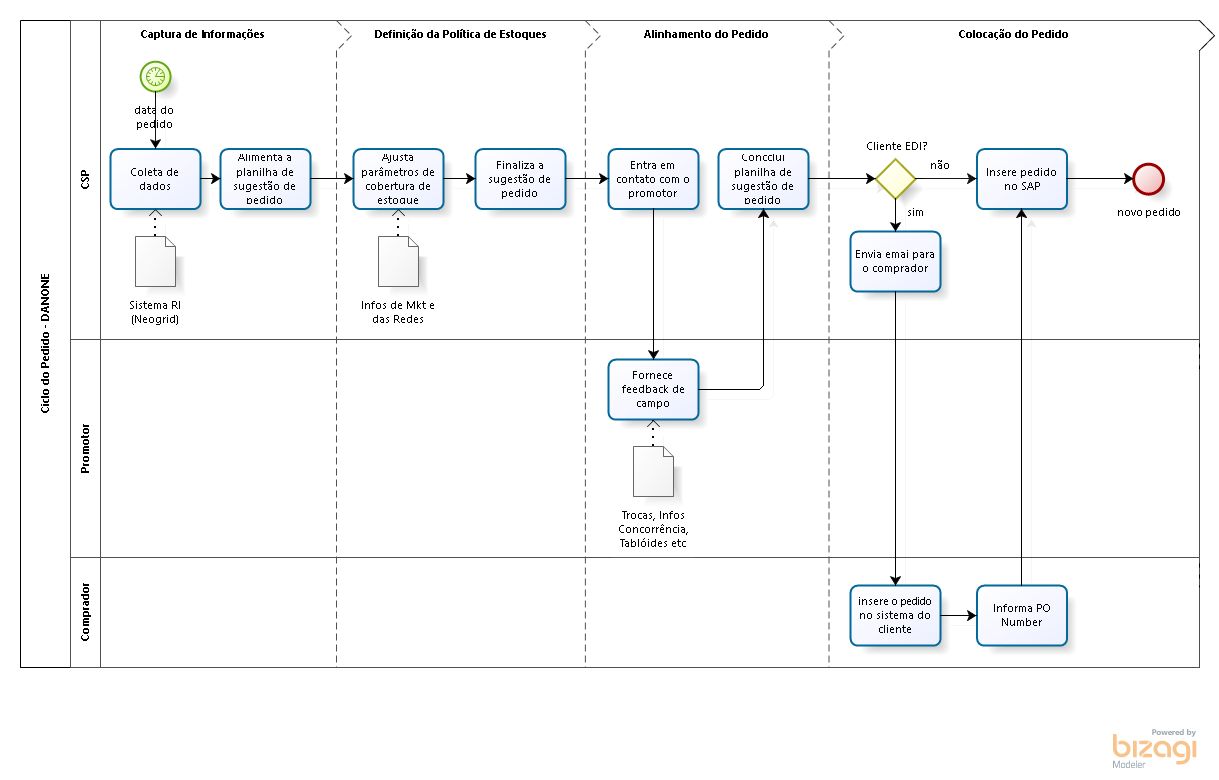 Captura de Informações
Definição da Política de Estoques
Alinhamento do Pedido
Colocação do Pedido
Ciclo do Pedido - DANONE
CSP
data do
pedido
Coleta de
dados
Alimenta a
planilha de
sugestão de
pedido
Sistema RI
(Neogrid)
Ajusta
parâmetros de
cobertura de
estoque
Infos de Mkt e
das Redes
Finaliza a
sugestão de
pedido
Entra em
contato com o
promotor
Concclui
planilha de
sugestão de
pedido
Cliente EDI?
não
sim
Envia emai para
o comprador
Insere pedido
no SAP
novo pedido
Promotor
Fornece
feedback de
campo
Trocas, Infos
Concorrência,
Tablóides etc
Comprador
insere o pedido
no sistema do
cliente
Informa PO
Number
Powered by
bizagi
Modeler